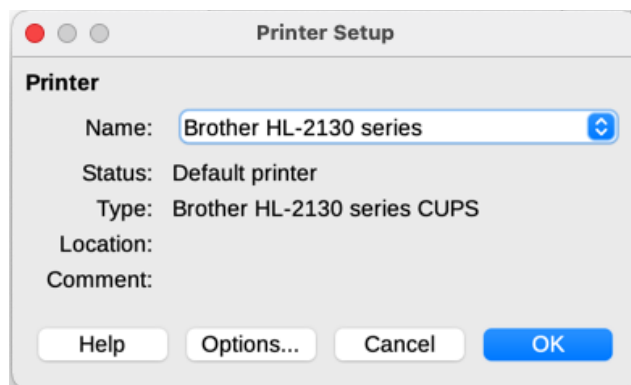 Printer Setup
Printer
Name: Brother HL-2130 series
Status: Default printer
Type: Brother HL-2130 series CUPS
Location:
Comment:
Help Options... Cancel OK